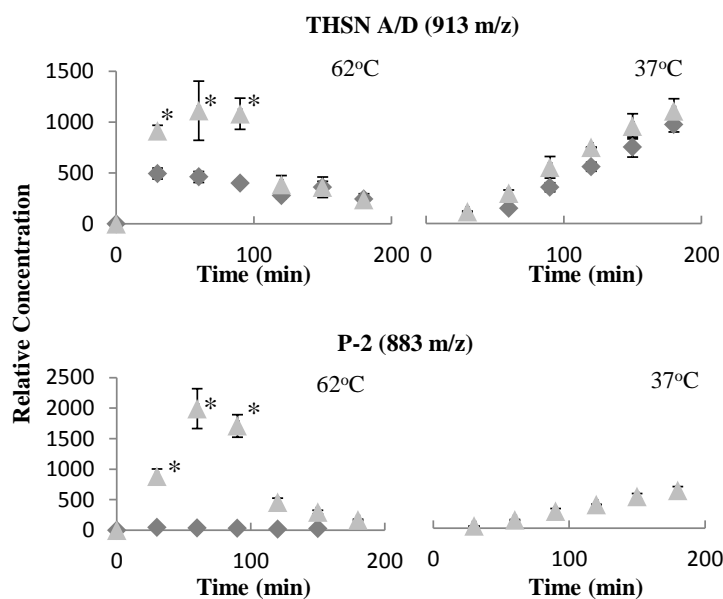 THSN A/D (913 m/z)
62°C
37°C
1500
1000
500
0
* * *
0 100 200
0 100 200
Time (min)
Time (min)
Relative Concentration
P-2 (883 m/z)
62°C
37°C
2500
2000
1500
1000
500
0
* * *
0 100 200
0 100 200
Time (min)
Time (min)